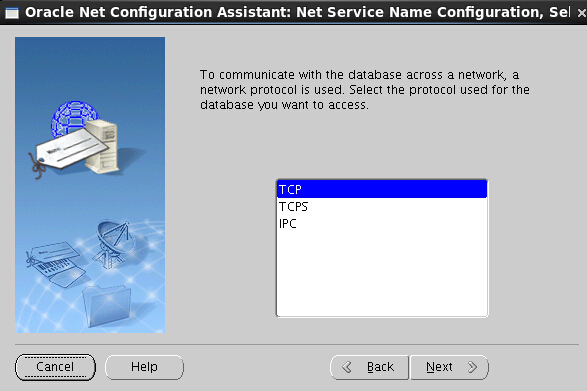 Oracle Net Configuration Assistant: Net Service Name Configuration, Sel
To communicate with the database across a network, a
network protocol is used. Select the protocol used for the
database you want to access.
TCP
TCPS
IPC
Cancel
Help
Back
Next